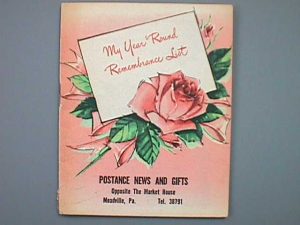 My Year 'Round
Remembrance List
POSTANCE NEWS AND GIFTS
Opposite The Market House
Meadville, Pa. Tel. 38791